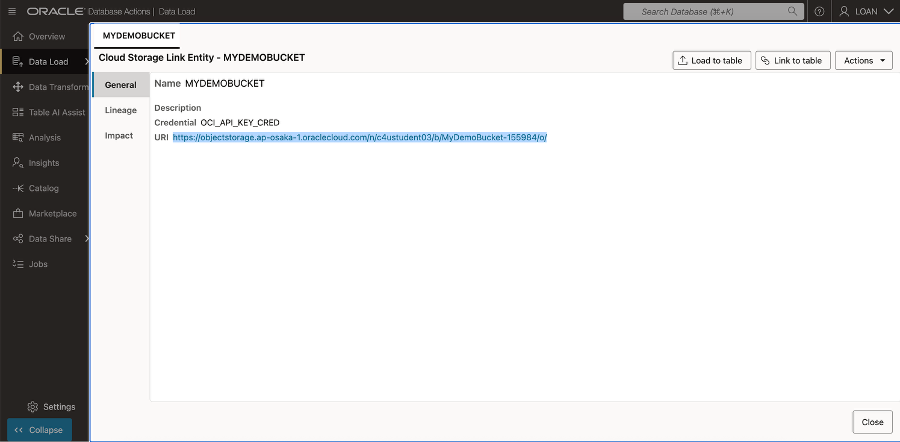 ORACLE Database Actions | Data Load
Search Database (⌘+K)
LOAN
Overview
Data Load
Data Transform
Table AI Assist
Analysis
Insights
Catalog
Marketplace
Data Share
Jobs
Settings
Collapse
MYDEMOBUCKET
Cloud Storage Link Entity - MYDEMOBUCKET
Load to table
Link to table
Actions
General
Lineage
Impact
Name MYDEMOBUCKET
Description
Credential OCI_API_KEY_CRED
URI https://objectstorage.ap-osaka-1.oraclecloud.com/n/c4ustudent03/b/MyDemoBucket-155984/o/
Close